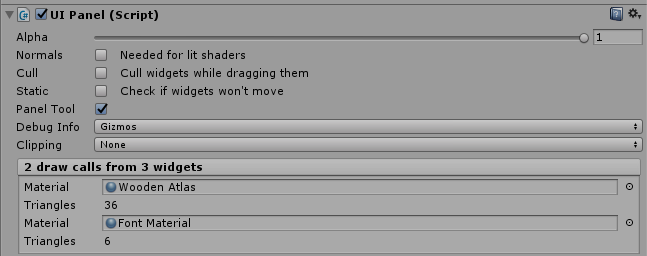 UI Panel (Script)
Alpha 1
Normals Needed for lit shaders
Cull Cull widgets while dragging them
Static Check if widgets won't move
Panel Tool
Debug Info Gizmos
Clipping None
2 draw calls from 3 widgets
Material Wooden Atlas
Triangles 36
Material Font Material
Triangles 6